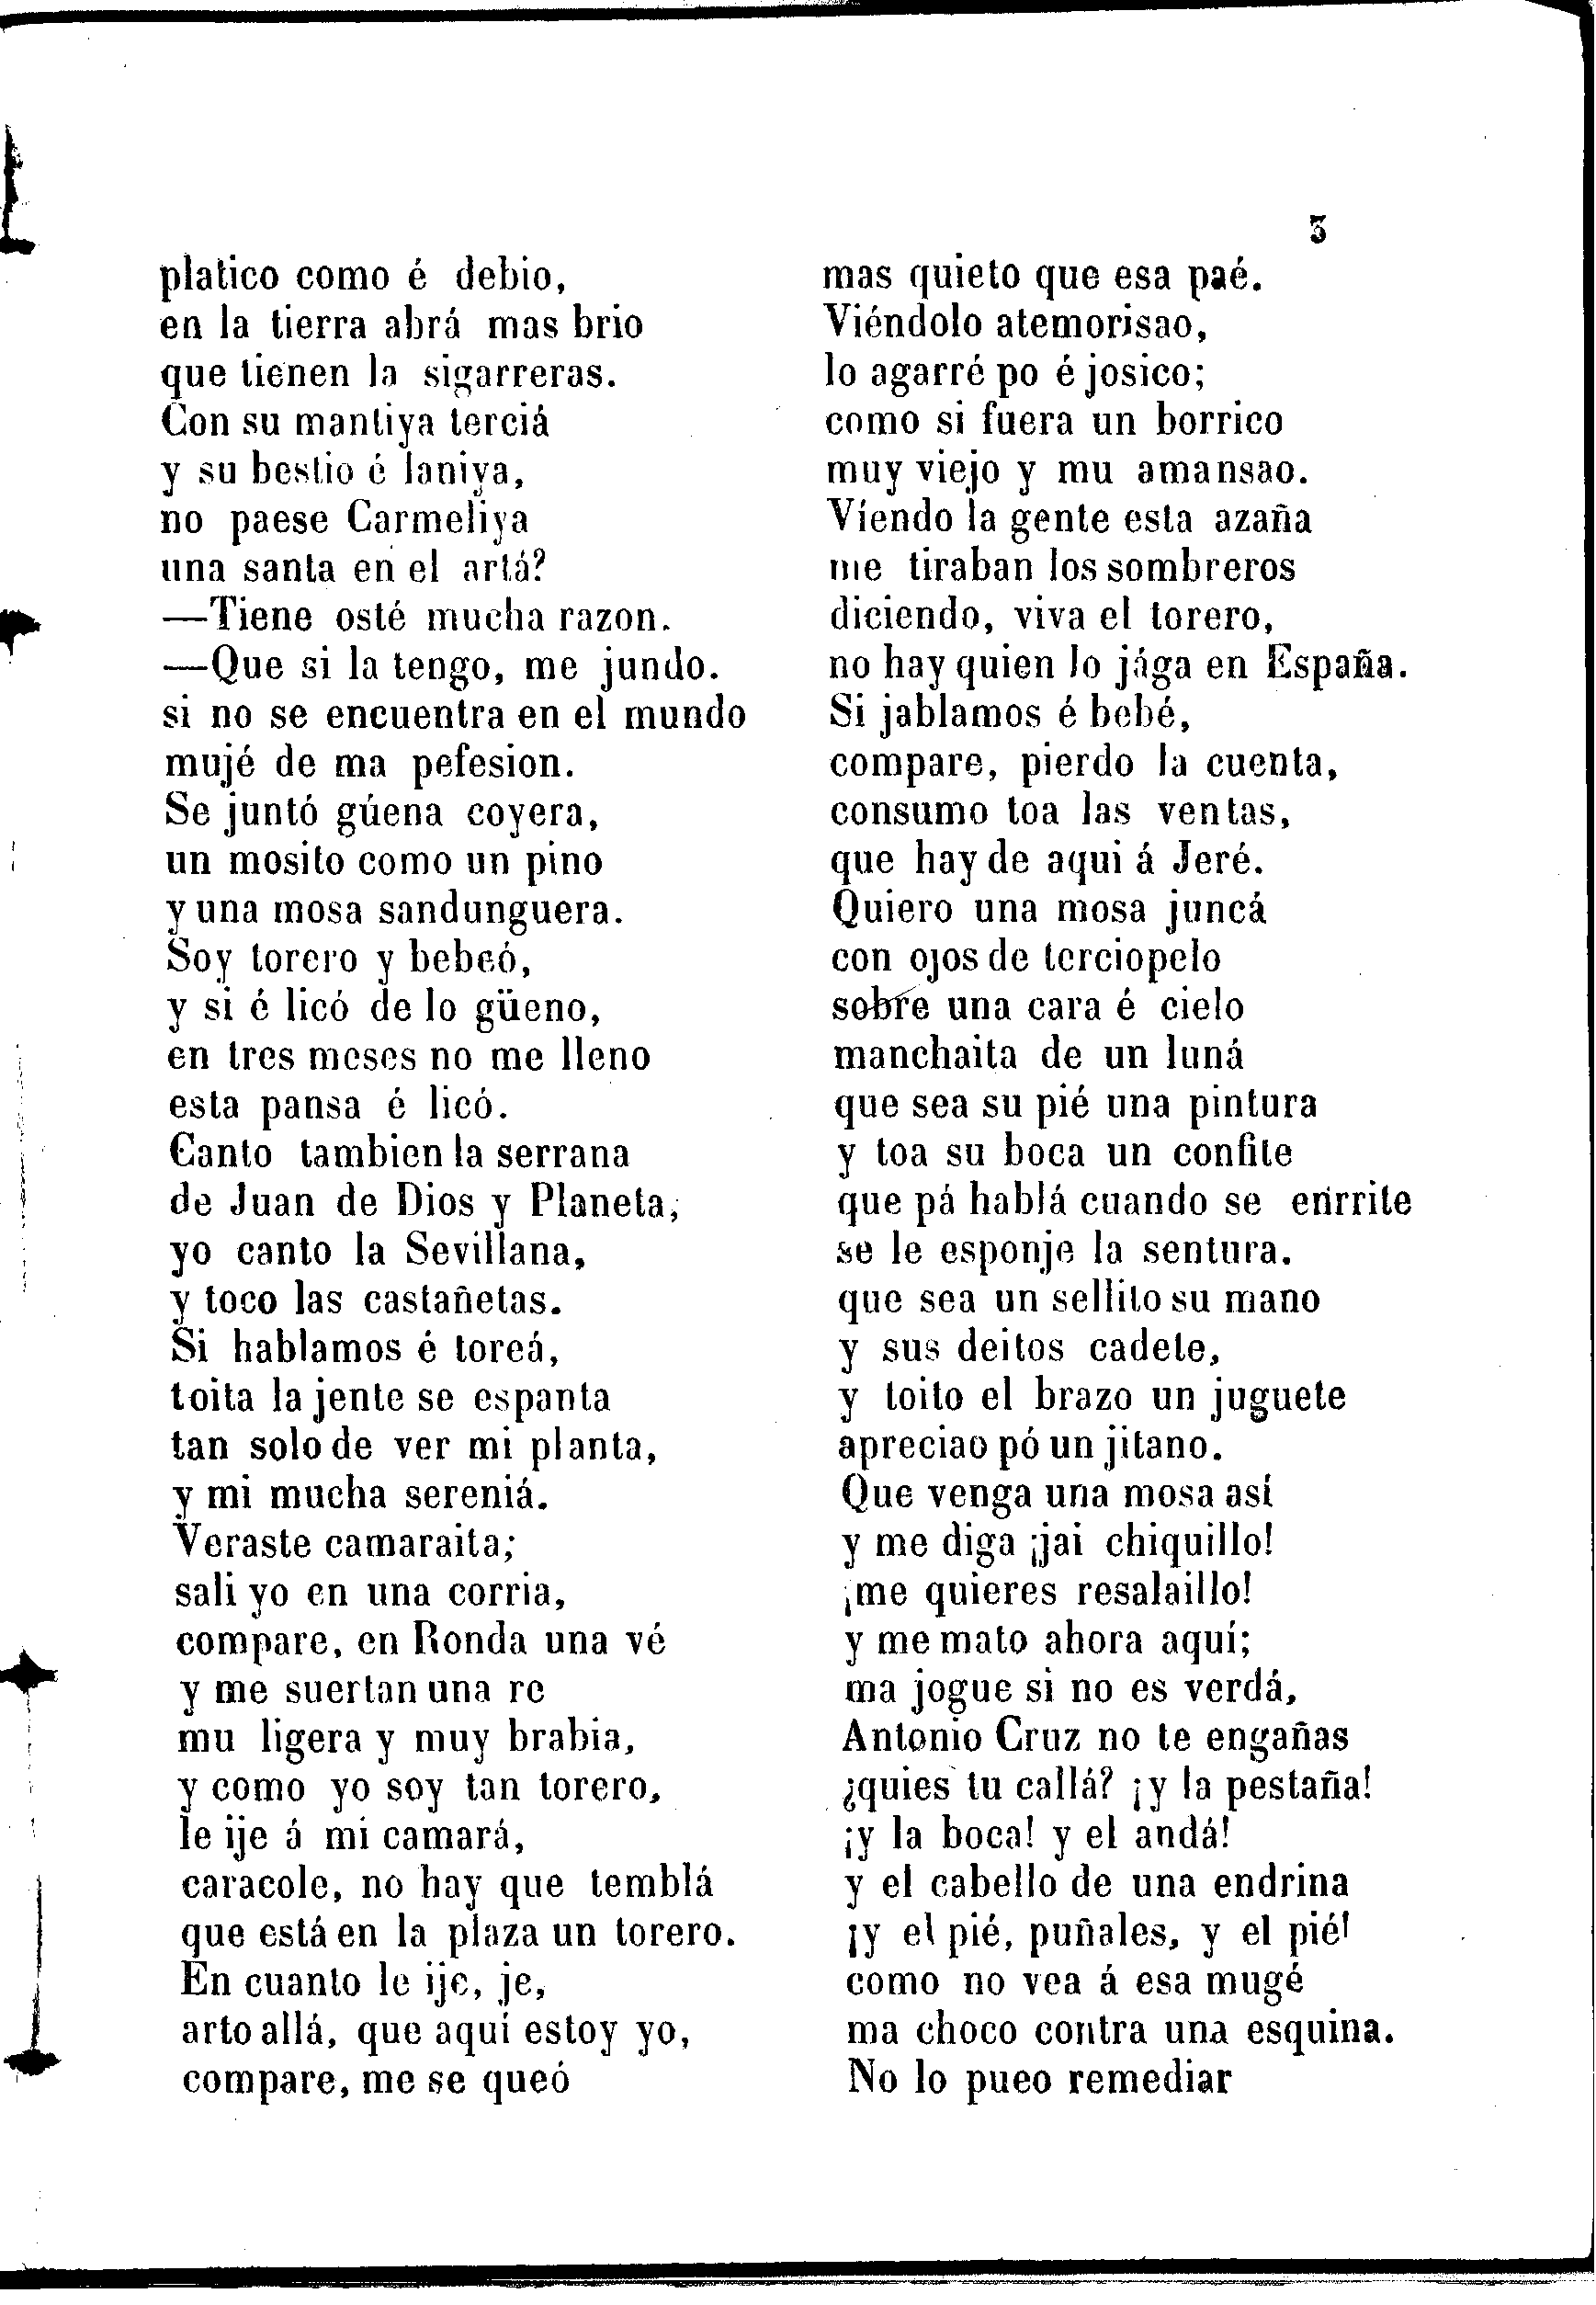 3
platico como é debio,
en la tierra abrá mas brio
que tienen la sigarreras.
Con su mantiya terciá
y su bestio é laniya,
no paese Carmeliya
una santa en el artá?
—Tiene osté mucha razon.
—Que si la tengo, me jundo.
si no se encuentra en el mundo
mujé de ma pefesion.
Se juntó gúena coyera,
un mosito como un pino
y una mosa sandunguera.
Soy torero y bebeó,
y si é licó de lo güeno,
en tres meses no me lleno
esta pansa é licó.
Canto tambien la serrana
de Juan de Dios y Planeta,
yo canto la Sevillana,
y toco las castañetas.
Si hablamos é toreá,
toita la jente se espanta
tan solo de ver mi planta,
y mi mucha sereniá.
Veraste camaraita;
sali yo en una corria,
compare, en Ronda una vé
y me suertan una re
mu ligera y muy brabia,
y como yo soy tan torero,
le ije á mi camará,
caracole, no hay que temblá
que está en la plaza un torero.
En cuanto le ije, je,
arto allá, que aquí estoy yo,
compare, me se queó
mas quieto que esa paé.
Viéndolo atemorisao,
lo agarré po é josico;
como si fuera un borrico
muy viejo y mu amansao.
Viendo la gente esta azaña
me tiraban los sombreros
diciendo, viva el torero,
no hay quien lo jága en España.
Si jablamos é bebé,
compare, pierdo la cuenta,
consumo toa las ventas,
que hay de aqui á Jeré.
Quiero una mosa juncá
con ojos de terciopelo
sobre una cara é cielo
manchaita de un luná
que sea su pié una pintura
y toa su boca un confite
que pá hablá cuando se enrrite
se le esponje la sentura.
que sea un sellito su mano
y sus deitos cadete,
y toito el brazo un juguete
apreciao pó un jitano.
Que venga una mosa así
y me diga ¡jai chiquillo!
¡me quieres resalaillo!
y me mato ahora aquí;
ma jogue si no es verdá,
Antonio Cruz no te engañas
¿quies tu callá? ¡y la pestaña!
¡y la boca! y el andá!
y el cabello de una endrina
¡y el pié, puñales, y el pié!
como no vea á esa mugé
ma choco contra una esquina.
No lo pueo remediar